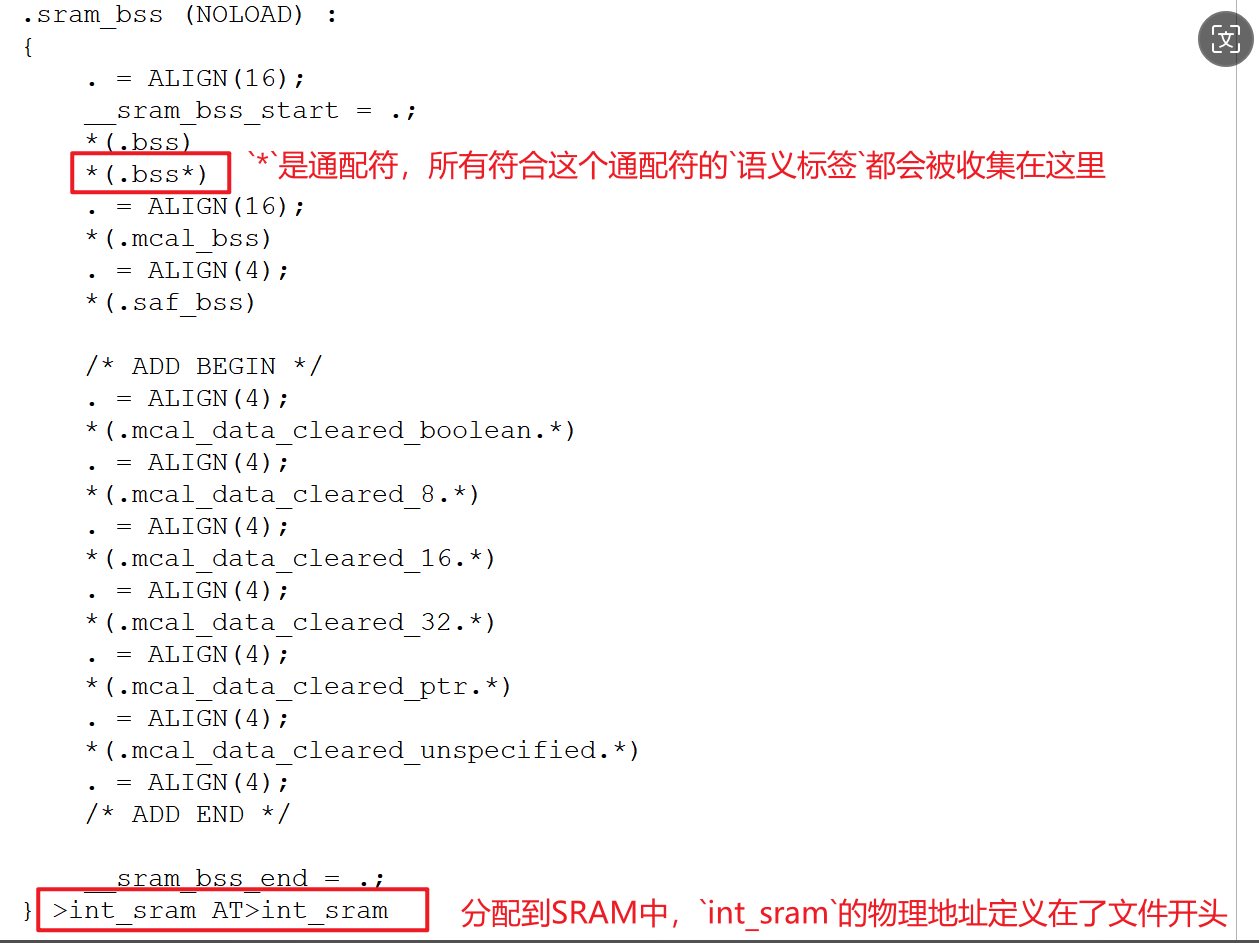 .sram_bss (NOLOAD) :
{
. = ALIGN(16);
__sram_bss_start = .;
*(.bss)
*(.bss*) `*`是通配符，所有符合这个通配符的`语义标签`都会被收集在这里
. = ALIGN(16);
*(.mcal_bss)
. = ALIGN(4);
*(.saf_bss)
/* ADD BEGIN */
. = ALIGN(4);
*(.mcal_data_cleared_boolean.*)
. = ALIGN(4);
*(.mcal_data_cleared_8.*)
. = ALIGN(4);
*(.mcal_data_cleared_16.*)
. = ALIGN(4);
*(.mcal_data_cleared_32.*)
. = ALIGN(4);
*(.mcal_data_cleared_ptr.*)
. = ALIGN(4);
*(.mcal_data_cleared_unspecified.*)
. = ALIGN(4);
/* ADD END */
__sram_bss_end = .;
} >int_sram AT>int_sram 分配到SRAM中，`int_sram`的物理地址定义在了文件开头
文